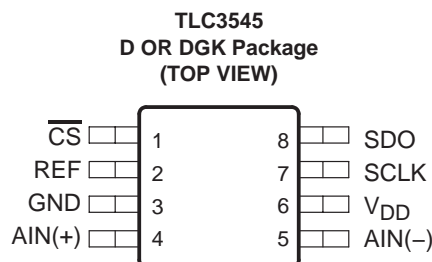 TLC3545
D OR DGK Package
(TOP VIEW)
CS 1 8 SDO
REF 2 7 SCLK
GND 3 6 VDD
AIN(+) 4 5 AIN(−)